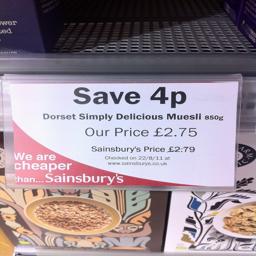 Save 4p
Dorset Simply Delicious Muesli 850g
Our Price £2.75
Sainsbury's Price £2.79
Checked on 22/8/11 at
www.sainsburys.co.uk
We are
cheaper
than...Sainsbury's